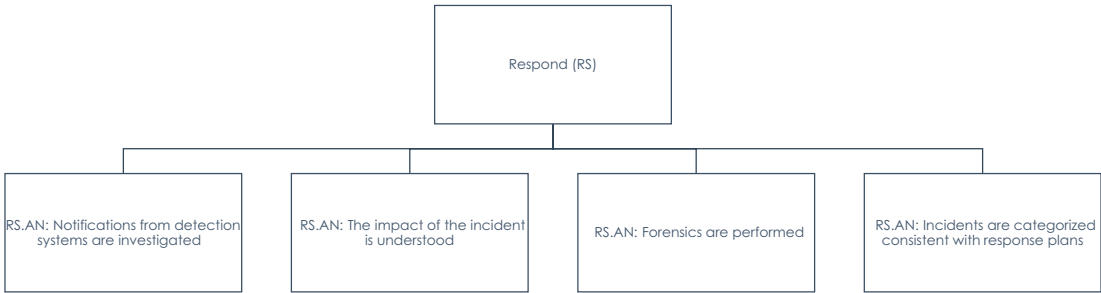 Respond (RS)
RS.AN: Notifications from detection
systems are investigated
RS.AN: The impact of the incident
is understood
RS.AN: Forensics are performed
RS.AN: Incidents are categorized
consistent with response plans